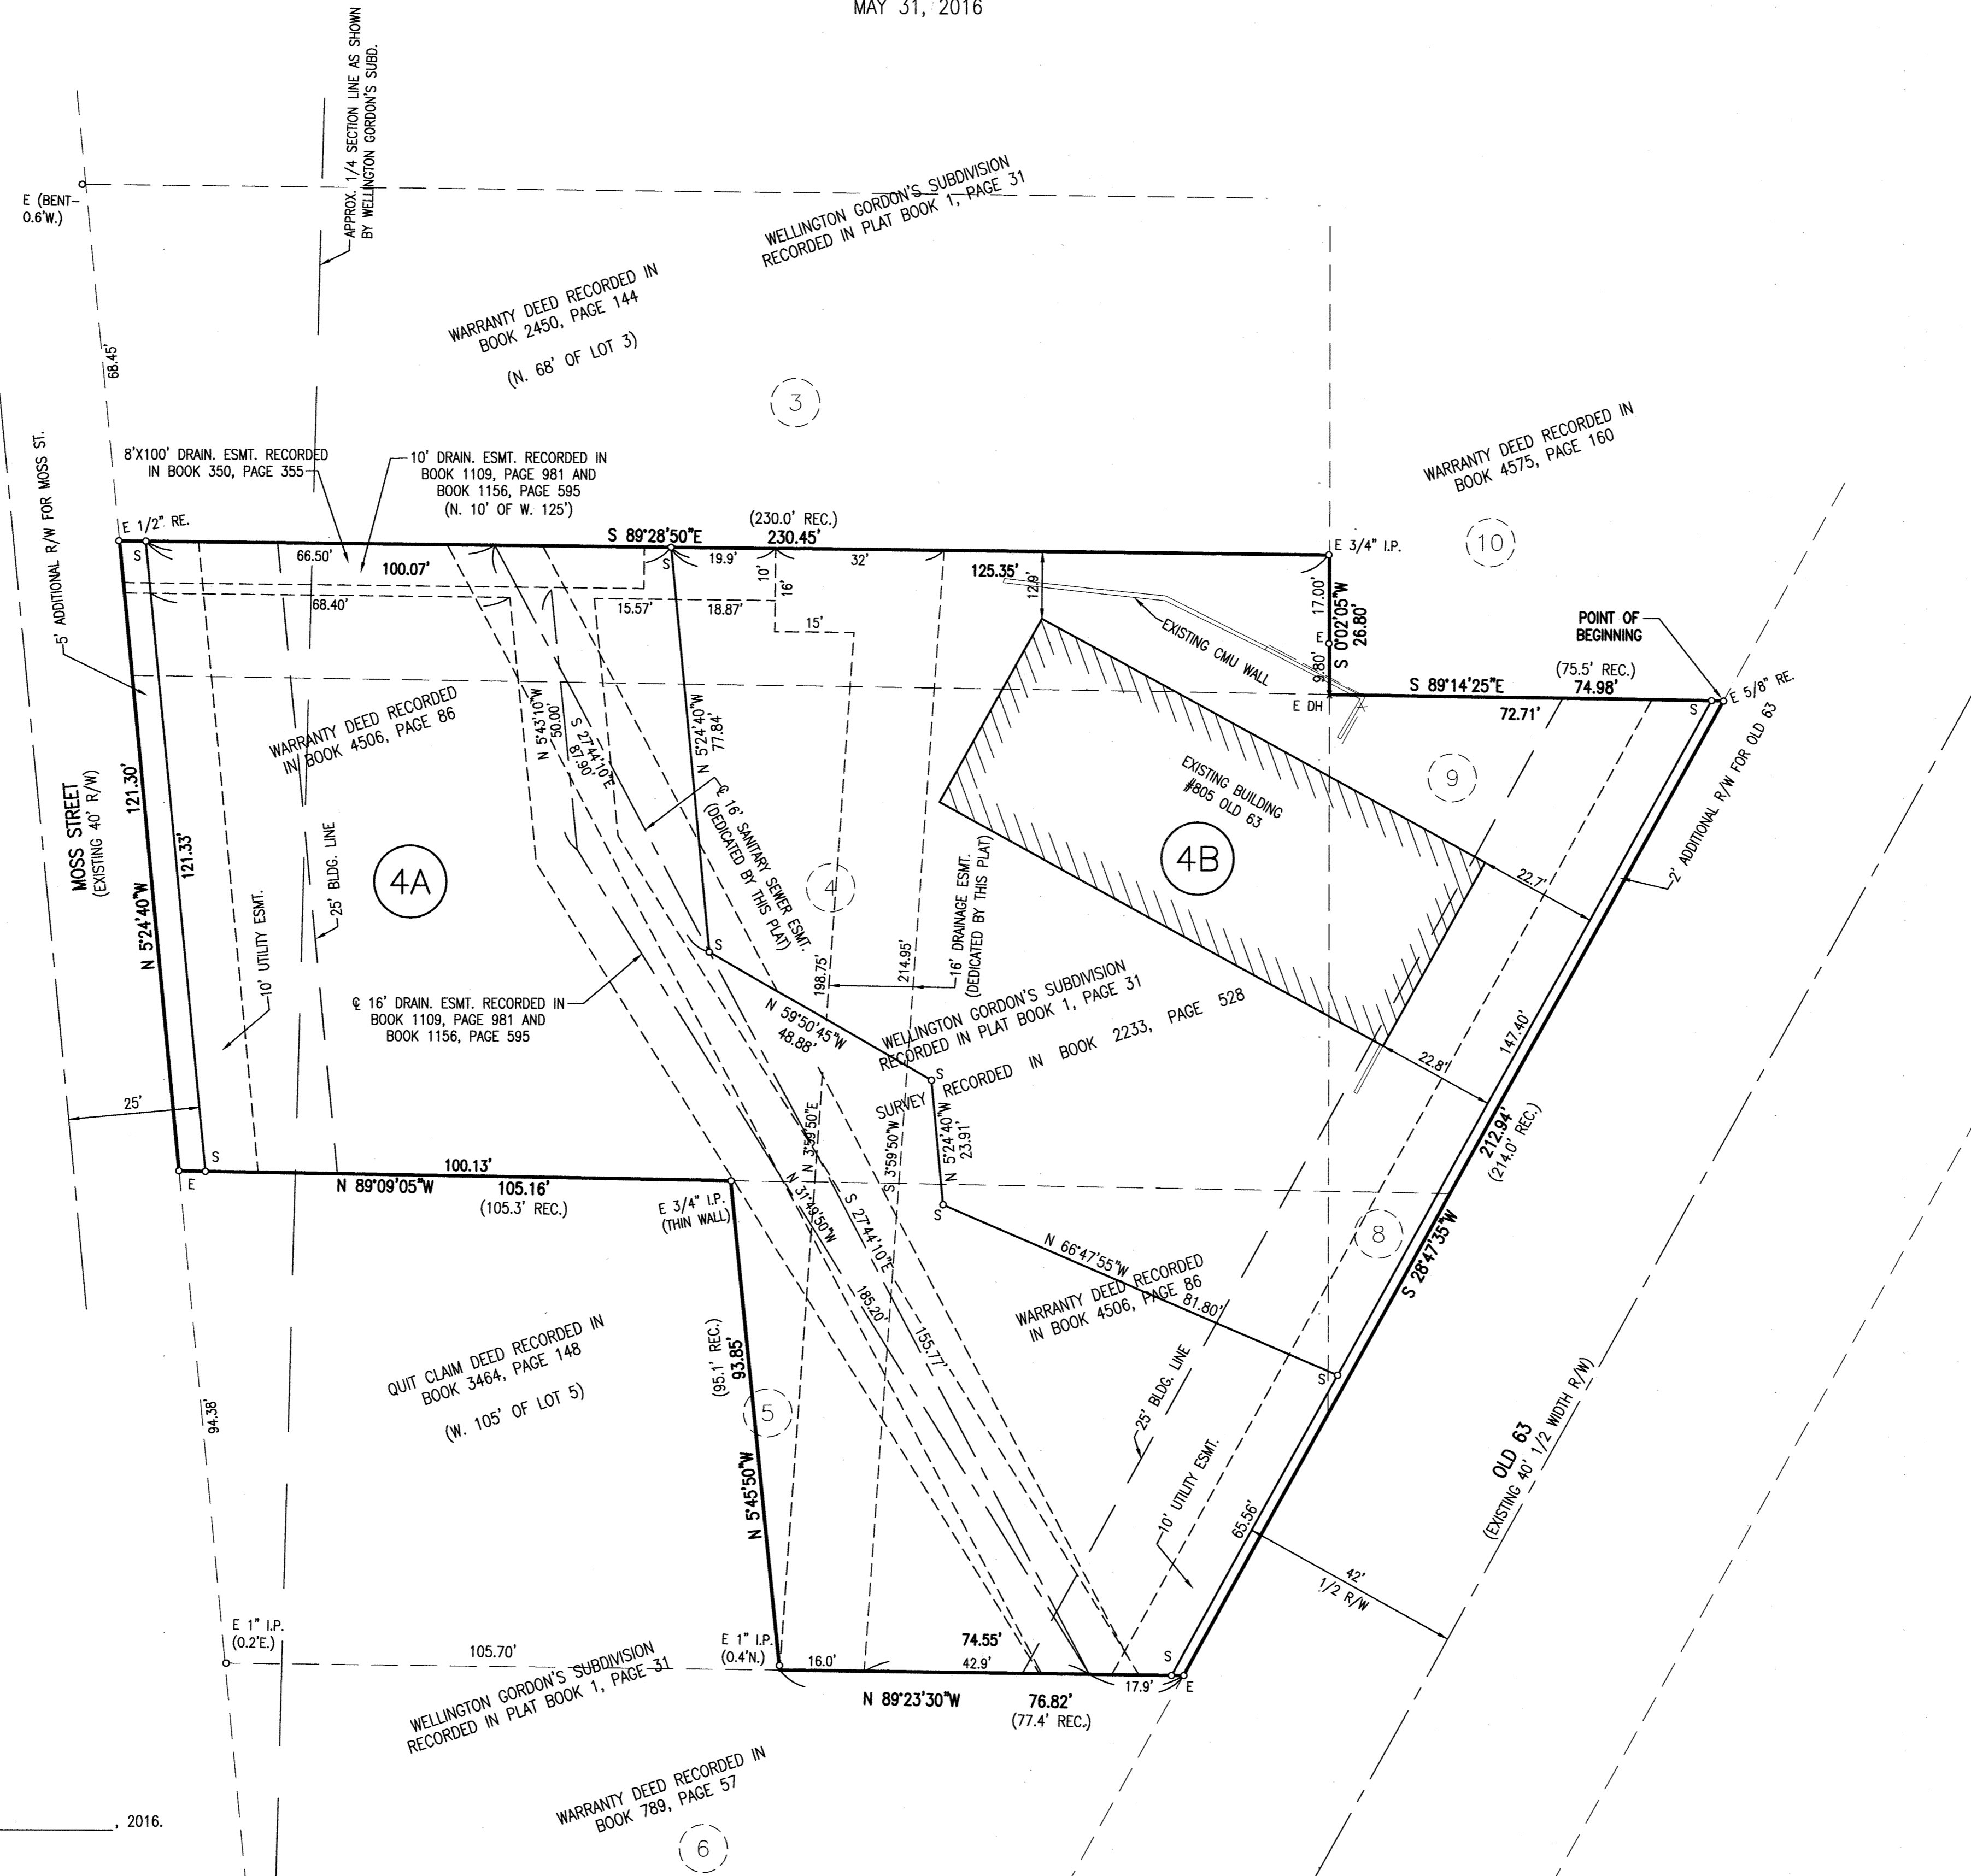 MAY 31, 2016
APPROX. 1/4 SECTION LINE AS SHOWN
BY WELLINGTON GORDON'S SUBD.
E (BENT-
0.6'W.)
WELLINGTON GORDON'S SUBDIVISION
RECORDED IN PLAT BOOK 1, PAGE 31
WARRANTY DEED RECORDED IN
BOOK 2450, PAGE 144
(N. 68' OF LOT 3)
68.45'
3
WARRANTY DEED RECORDED IN
BOOK 4575, PAGE 160
10
5' ADDITIONAL R/W FOR MOSS ST.
8'X100' DRAIN. ESMT. RECORDED
IN BOOK 350, PAGE 355
10' DRAIN. ESMT. RECORDED IN
BOOK 1109, PAGE 981 AND
BOOK 1156, PAGE 595
(N. 10' OF W. 125')
E 1/2" RE.
S
66.50'
100.07'
68.40'
S 89°28'50"E
(230.0' REC.)
230.45'
S
19.9'
10'
16'
32'
125.35'
15.57'
18.87'
15'
12.9'
E 3/4" I.P.
17.00'
E
9.80'
S 0°02'05"W
26.80'
EXISTING CMU WALL
E DH
POINT OF
BEGINNING
(75.5' REC.)
S 89°14'25"E
74.98'
72.71'
S
E 5/8" RE.
2' ADDITIONAL R/W FOR OLD 63
WARRANTY DEED RECORDED
IN BOOK 4506, PAGE 86
N 5°43'10"W
50.00'
S 27°44'10"E
87.90'
N 5°24'40"W
77.84'
EXISTING BUILDING
#805 OLD 63
9
MOSS STREET
(EXISTING 40' R/W)
121.30'
N 5°24'40"W
121.33'
10' UTILITY ESMT.
25' BLDG. LINE
4A
℄ 16' SANITARY SEWER ESMT.
(DEDICATED BY THIS PLAT)
4
4B
22.7'
S
198.75'
214.95'
16' DRAINAGE ESMT.
(DEDICATED BY THIS PLAT)
℄ 16' DRAIN. ESMT. RECORDED IN
BOOK 1109, PAGE 981 AND
BOOK 1156, PAGE 595
N 59°50'45"W
48.88'
WELLINGTON GORDON'S SUBDIVISION
RECORDED IN PLAT BOOK 1, PAGE 31
SURVEY RECORDED IN BOOK 2233, PAGE 528
22.8'
147.40'
25'
S
N 5°24'40"W
23.91'
N 3°59'50"E
S 3°59'50"W
212.94'
(214.0' REC.)
S
E
100.13'
N 89°09'05"W
105.16'
(105.3' REC.)
E 3/4" I.P.
(THIN WALL)
N 31°49'50"W
185.20'
S 27°44'10"E
155.77'
S
N 66°47'55"W
81.80'
8
S 28°47'35"W
WARRANTY DEED RECORDED
IN BOOK 4506, PAGE 86
S
QUIT CLAIM DEED RECORDED IN
BOOK 3464, PAGE 148
(W. 105' OF LOT 5)
94.38'
(95.1' REC.)
93.85'
N 5°45'50"W
5
25' BLDG. LINE
10' UTILITY ESMT.
65.56'
OLD 63
(EXISTING 40' 1/2 WIDTH R/W)
42'
1/2 R/W
E 1" I.P.
(0.2'E.)
105.70'
E 1" I.P.
(0.4'N.)
16.0'
74.55'
42.9'
S
17.9'
E
N 89°23'30"W
76.82'
(77.4' REC.)
WELLINGTON GORDON'S SUBDIVISION
RECORDED IN PLAT BOOK 1, PAGE 31
WARRANTY DEED RECORDED IN
BOOK 789, PAGE 57
6
, 2016.